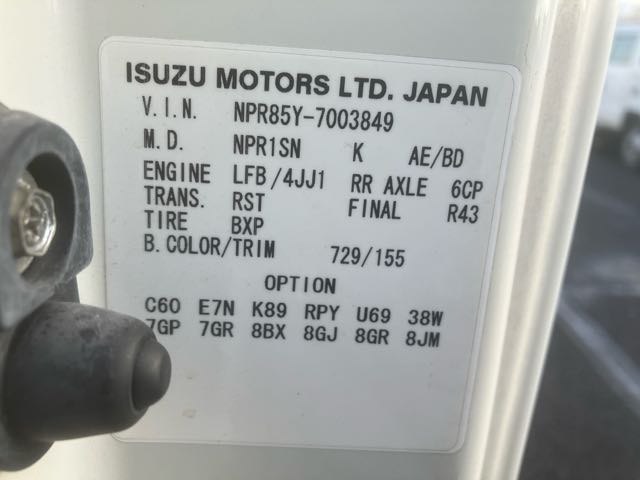 ISUZU MOTORS LTD. JAPAN
V.I.N. NPR85Y-7003849
M.D. NPR1SN K AE/BD
ENGINE LFB/4JJ1 RR AXLE 6CP
TRANS. RST FINAL R43
TIRE BXP
B.COLOR/TRIM 729/155
OPTION
C60 E7N K89 RPY U69 38W
7GP 7GR 8BX 8GJ 8GR 8JM